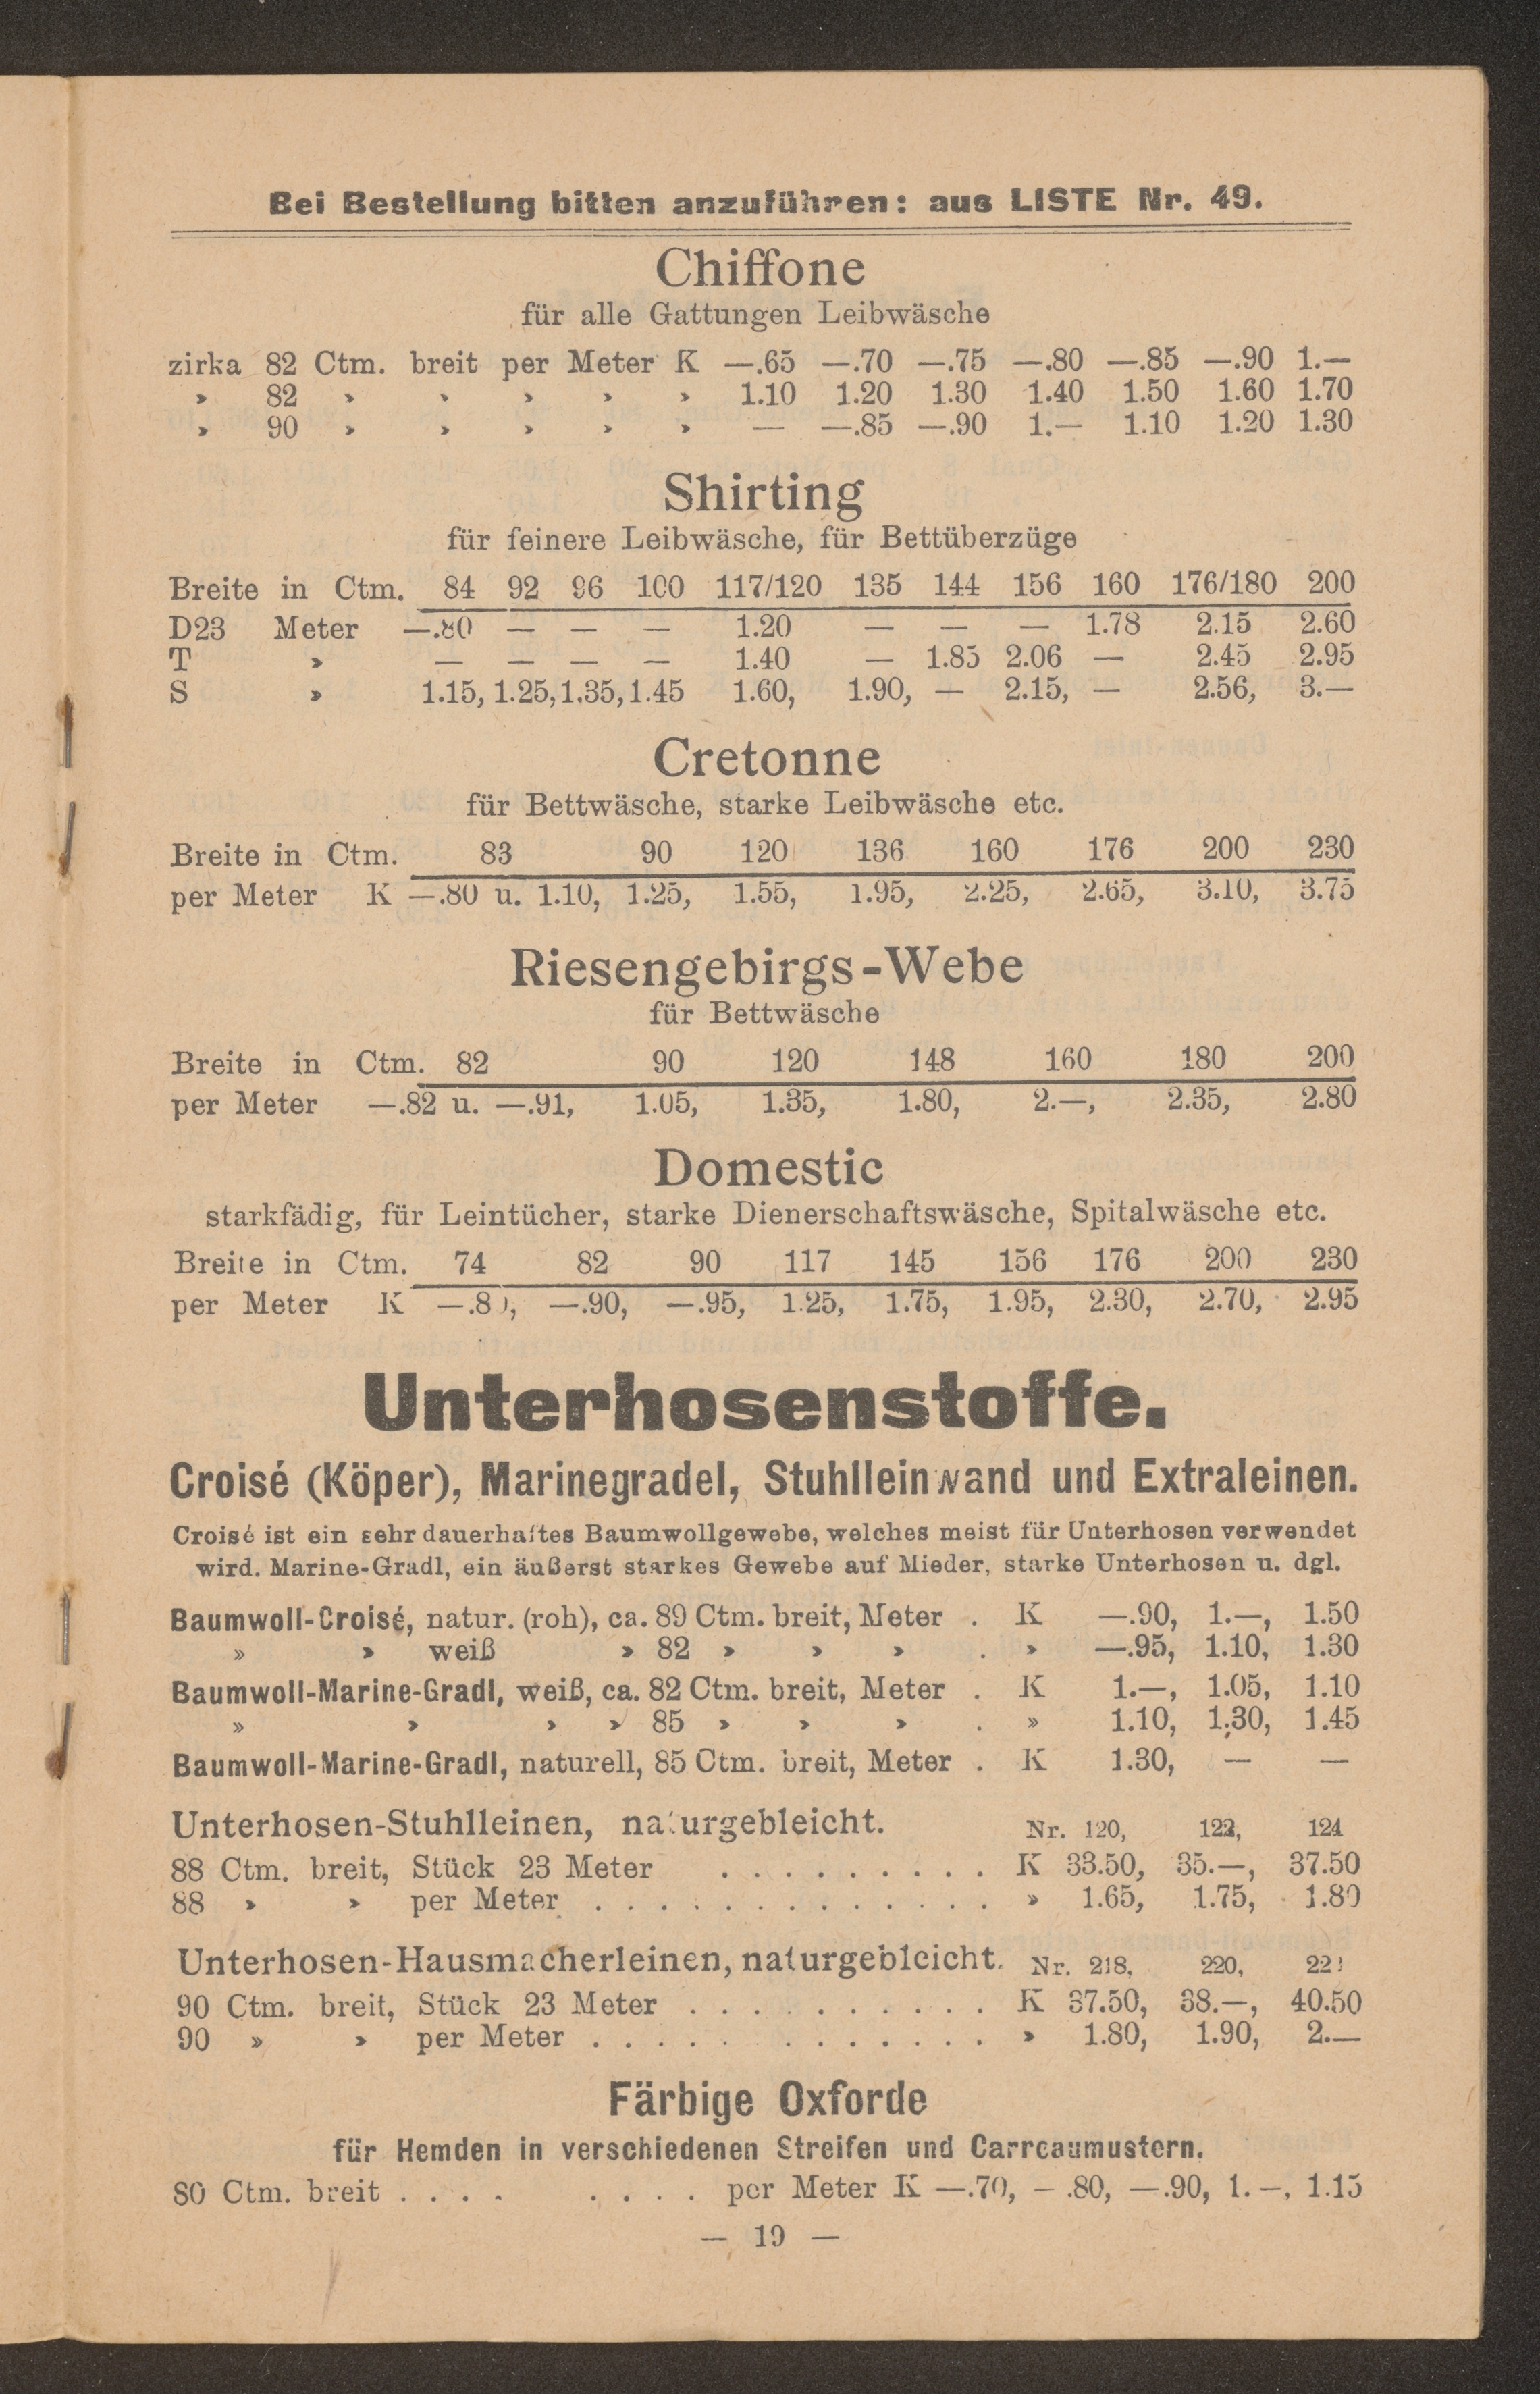 Bei Bestellung bitten anzuführen: aus LISTE Nr. 49.
Chiffone
für alle Gattungen Leibwäsche
zirka 82 Ctm. breit per Meter K —.65 —.70 —.75 —.80 —.85 —.90 1.—
» 82 » » » » » 1.10 1.20 1.30 1.40 1.50 1.60 1.70
» 90 » » » » » — —.85 —.90 1.— 1.10 1.20 1.30
Shirting
für feinere Leibwäsche, für Bettüberzüge
Breite in Ctm. 84 92 96 100 117/120 135 144 156 160 176/180 200
D23 Meter —.80 — — — 1.20 — — — 1.78 2.15 2.60
T » — — — — 1.40 — 1.85 2.06 — 2.45 2.95
S » 1.15, 1.25, 1.35, 1.45 1.60, 1.90, — 2.15, — 2.56, 3.—
Cretonne
für Bettwäsche, starke Leibwäsche etc.
Breite in Ctm. 83 90 120 136 160 176 200 230
per Meter K —.80 u. 1.10, 1.25, 1.55, 1.95, 2.25, 2.65, 3.10, 3.75
Riesengebirgs-Webe
für Bettwäsche
Breite in Ctm. 82 90 120 148 160 180 200
per Meter —.82 u. —.91, 1.05, 1.35, 1.80, 2.—, 2.35, 2.80
Domestic
starkfädig, für Leintücher, starke Dienerschaftswäsche, Spitalwäsche etc.
Breite in Ctm. 74 82 90 117 145 156 176 200 230
per Meter K —.80, —.90, —.95, 1.25, 1.75, 1.95, 2.30, 2.70, 2.95
Unterhosenstoffe.
Croisé (Köper), Marinegradel, Stuhlleinwand und Extraleinen.
Croisé ist ein sehr dauerhaftes Baumwollgewebe, welches meist für Unterhosen verwendet
wird. Marine-Gradl, ein äußerst starkes Gewebe auf Mieder, starke Unterhosen u. dgl.
Baumwoll-Croisé, natur. (roh), ca. 89 Ctm. breit, Meter . K —.90, 1.—, 1.50
» » weiß » 82 » » » . » —.95, 1.10, 1.30
Baumwoll-Marine-Gradl, weiß, ca. 82 Ctm. breit, Meter . K 1.—, 1.05, 1.10
» » » » 85 » » » . » 1.10, 1.30, 1.45
Baumwoll-Marine-Gradl, naturell, 85 Ctm. breit, Meter . K 1.30, — —
Unterhosen-Stuhlleinen, naturgebleicht. Nr. 120, 122, 124
88 Ctm. breit, Stück 23 Meter . . . . . . . . . K 33.50, 35.—, 37.50
88 » » per Meter . . . . . . . . . . . . . » 1.65, 1.75, 1.80
Unterhosen-Hausmacherleinen, naturgebleicht. Nr. 218, 220, 222
90 Ctm. breit, Stück 23 Meter . . . . . . . . . . K 37.50, 38.—, 40.50
90 » » per Meter . . . . . . . . . . . . . » 1.80, 1.90, 2.—
Färbige Oxforde
für Hemden in verschiedenen Streifen und Carreaumustern.
80 Ctm. breit . . . . . . . . per Meter K —.70, —.80, —.90, 1.—, 1.15
— 19 —